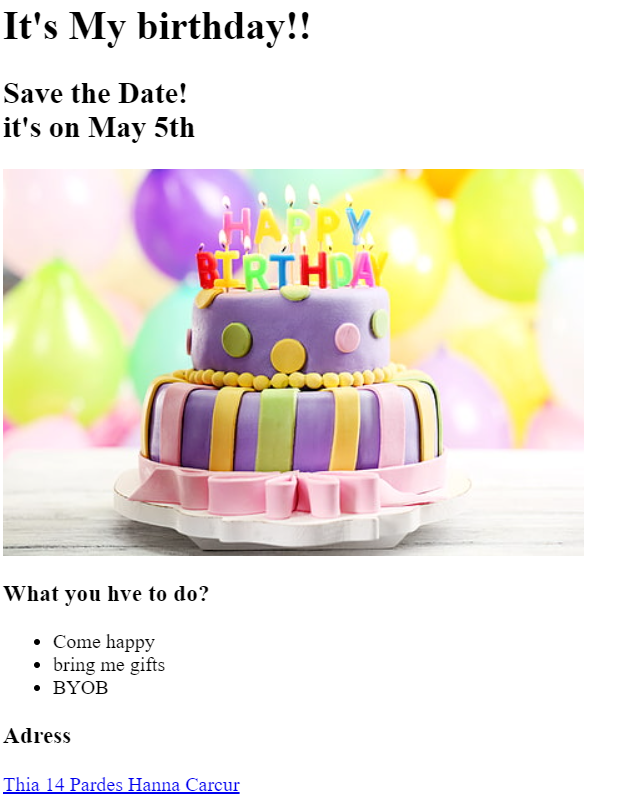 It's My birthday!!
Save the Date!
it's on May 5th
HAPPY
BIRTHDAY
What you hve to do?
Come happy
bring me gifts
BYOB
Adress
Thia 14 Pardes Hanna Carcur